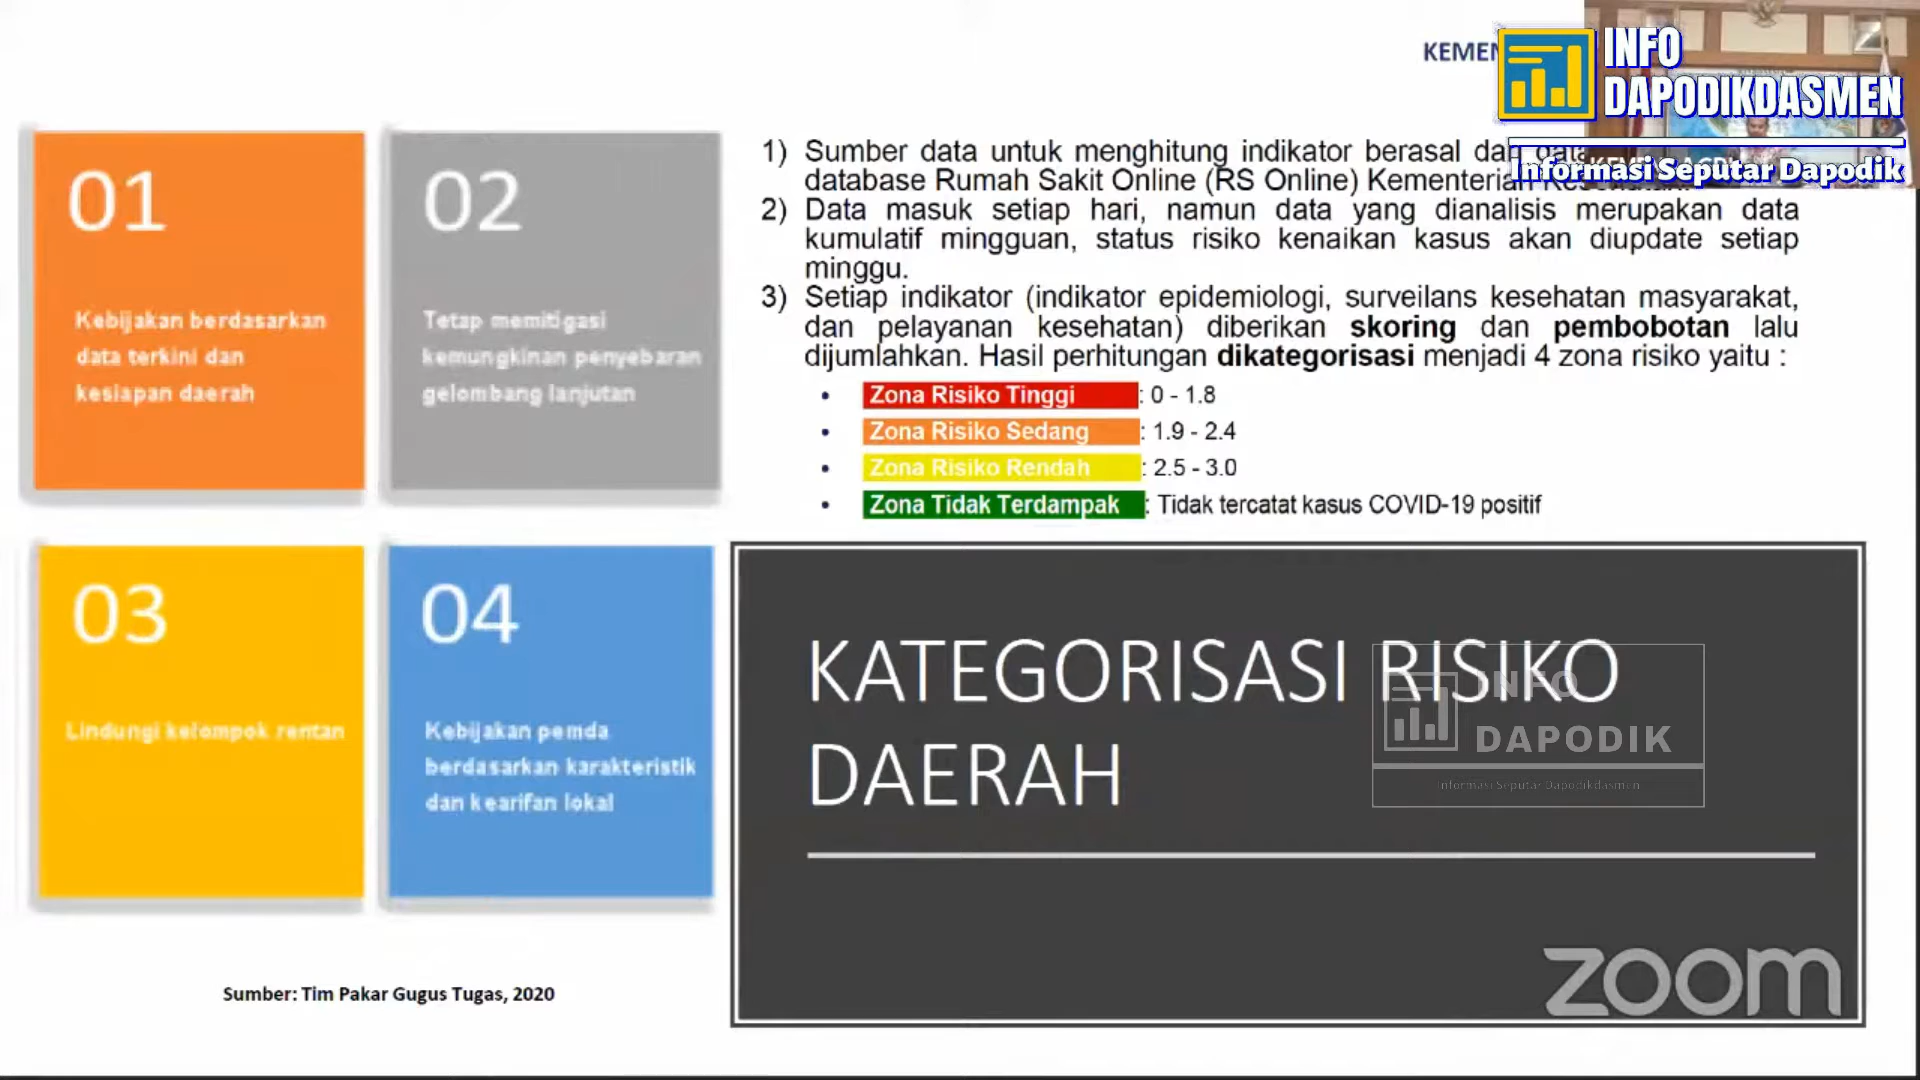 KEMEN
INFO
DAPODIKDASMEN
Informasi Seputar Dapodik
01
Kebijakan berdasarkan
data terkini dan
kesiapan daerah
02
Tetap memitigasi
kemungkinan penyebaran
gelombang lanjutan
03
Lindungi kelompok rentan
04
Kebijakan pemda
berdasarkan karakteristik
dan kearifan lokal
Sumber: Tim Pakar Gugus Tugas, 2020
1) Sumber data untuk menghitung indikator berasal
database Rumah Sakit Online (RS Online)
2) Data masuk setiap hari, namun data yang dianalisis merupakan data
kumulatif mingguan, status risiko kenaikan kasus akan diupdate setiap
minggu.
3) Setiap indikator (indikator epidemiologi, surveilans kesehatan masyarakat,
dan pelayanan kesehatan) diberikan skoring dan pembobotan lalu
dijumlahkan. Hasil perhitungan dikategorisasi menjadi 4 zona risiko yaitu :
• Zona Risiko Tinggi : 0 - 1.8
• Zona Risiko Sedang : 1.9 - 2.4
• Zona Risiko Rendah : 2.5 - 3.0
• Zona Tidak Terdampak : Tidak tercatat kasus COVID-19 positif
KATEGORISASI RISIKO
DAERAH
INFO
DAPODIK
Informasi Seputar Dapodikdasmen
zoom